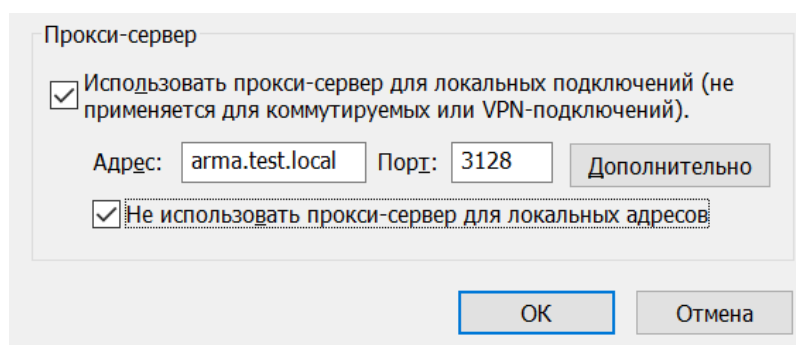 Прокси-сервер
Использовать прокси-сервер для локальных подключений (не
применяется для коммутируемых или VPN-подключений).
Адрес: arma.test.local Порт: 3128 Дополнительно
Не использовать прокси-сервер для локальных адресов
ОК Отмена